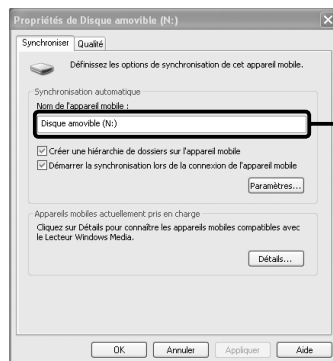 Propriétés de Disque amovible (N:)
Synchroniser Qualité
Définissez les options de synchronisation de cet appareil mobile.
Synchronisation automatique
Nom de l'appareil mobile :
Disque amovible (N:)
Créer une hiérarchie de dossiers sur l'appareil mobile
Démarrer la synchronisation lors de la connexion de l'appareil mobile
Paramètres...
Appareils mobiles actuellement pris en charge
Cliquez sur Détails pour connaître les appareils mobiles compatibles avec
le Lecteur Windows Media.
Détails...
OK Annuler Appliquer Aide